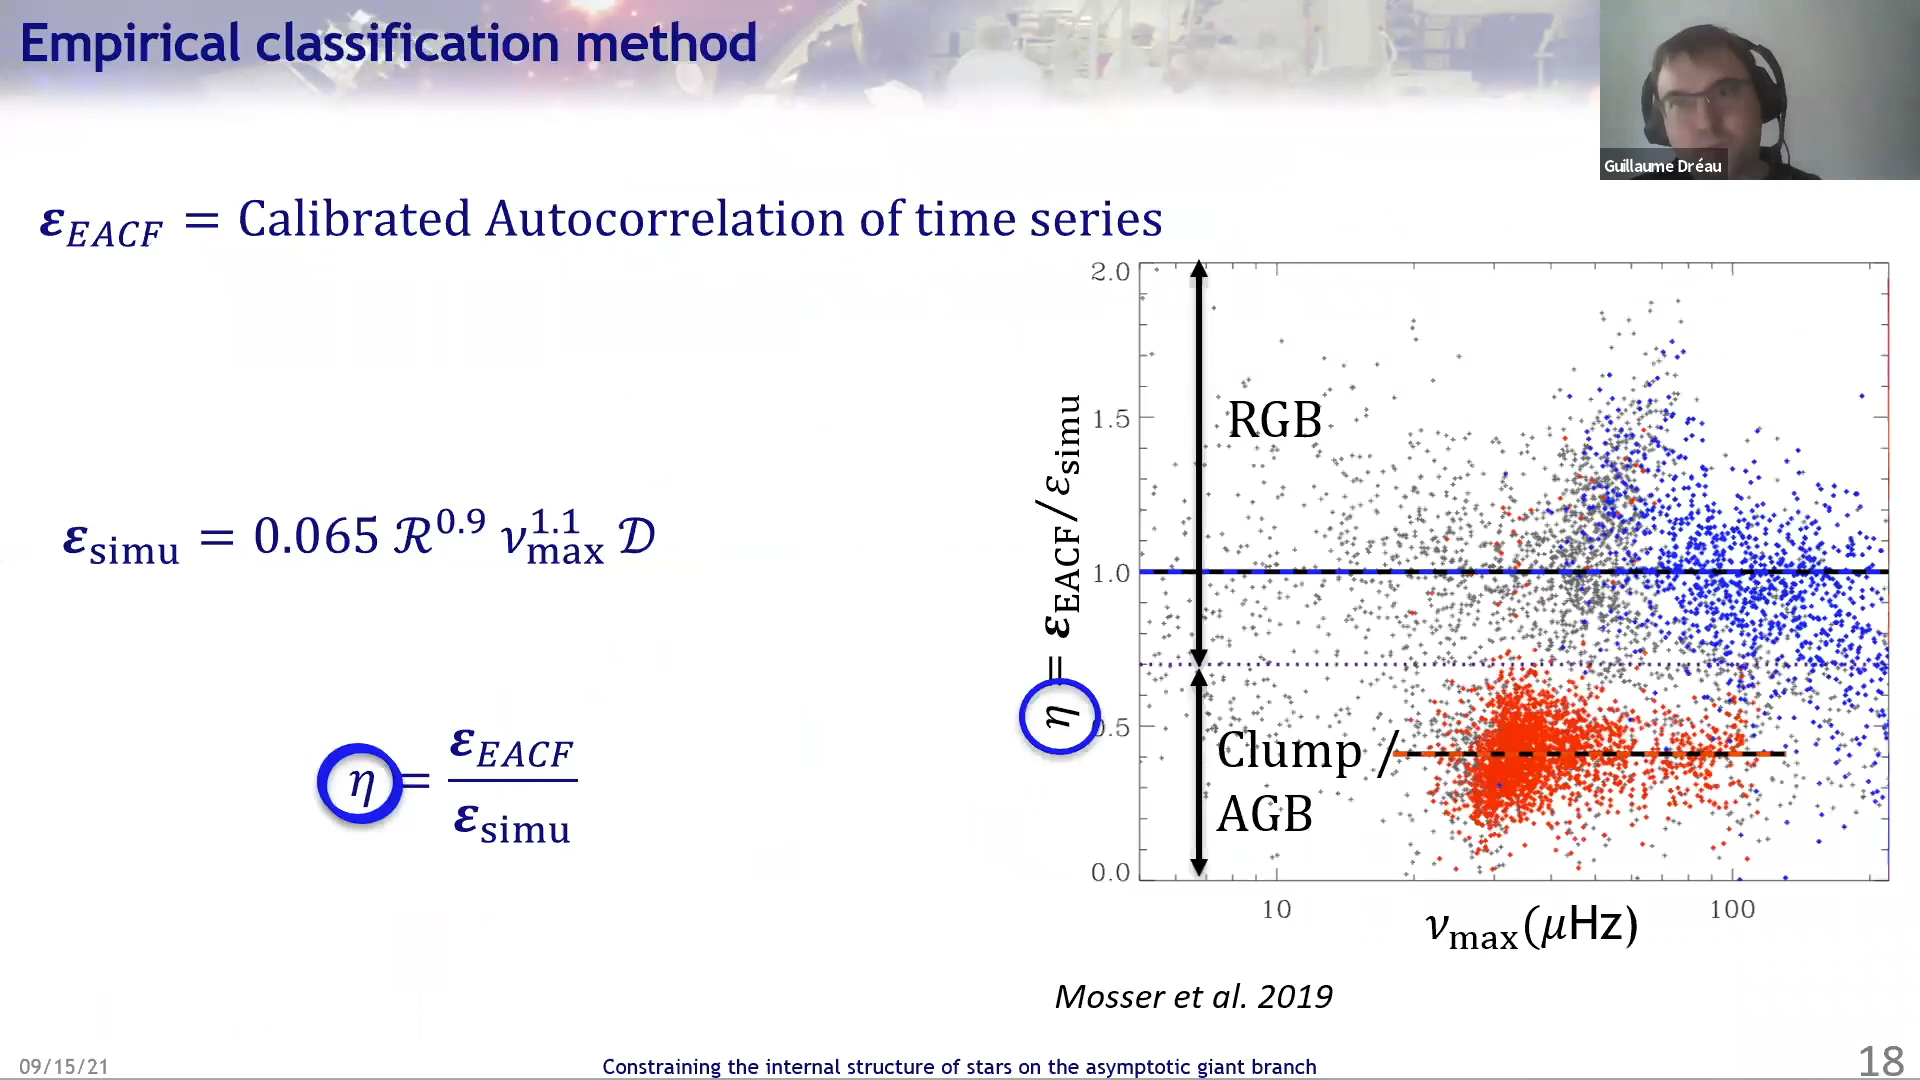 Empirical classification method
Guillaume Dréau
ε_EACF = Calibrated Autocorrelation of time series
ε_simu = 0.065 ℛ^0.9 ν_max^1.1 𝒟
η = ε_EACF / ε_simu
η = ε_EACF/ε_simu
2.0
1.5
1.0
0.5
0.0
RGB
Clump /
AGB
10
100
ν_max(μHz)
Mosser et al. 2019
09/15/21
Constraining the internal structure of stars on the asymptotic giant branch
18